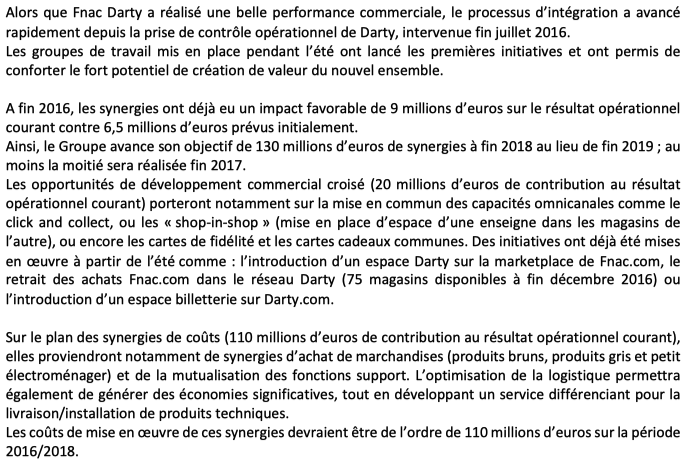 Alors que Fnac Darty a réalisé une belle performance commerciale, le processus d'intégration a avancé
rapidement depuis la prise de contrôle opérationnel de Darty, intervenue fin juillet 2016.
Les groupes de travail mis en place pendant l'été ont lancé les premières initiatives et ont permis de
conforter le fort potentiel de création de valeur du nouvel ensemble.

A fin 2016, les synergies ont déjà eu un impact favorable de 9 millions d'euros sur le résultat opérationnel
courant contre 6,5 millions d'euros prévus initialement.
Ainsi, le Groupe avance son objectif de 130 millions d'euros de synergies à fin 2018 au lieu de fin 2019 ; au
moins la moitié sera réalisée fin 2017.
Les opportunités de développement commercial croisé (20 millions d'euros de contribution au résultat
opérationnel courant) porteront notamment sur la mise en commun des capacités omnicanales comme le
click and collect, ou les « shop-in-shop » (mise en place d'espace d'une enseigne dans les magasins de
l'autre), ou encore les cartes de fidélité et les cartes cadeaux communes. Des initiatives ont déjà été mises
en œuvre à partir de l'été comme : l'introduction d'un espace Darty sur la marketplace de Fnac.com, le
retrait des achats Fnac.com dans le réseau Darty (75 magasins disponibles à fin décembre 2016) ou
l'introduction d'un espace billetterie sur Darty.com.

Sur le plan des synergies de coûts (110 millions d'euros de contribution au résultat opérationnel courant),
elles proviendront notamment de synergies d'achat de marchandises (produits bruns, produits gris et petit
électroménager) et de la mutualisation des fonctions support. L'optimisation de la logistique permettra
également de générer des économies significatives, tout en développant un service différenciant pour la
livraison/installation de produits techniques.
Les coûts de mise en œuvre de ces synergies devraient être de l'ordre de 110 millions d'euros sur la période
2016/2018.